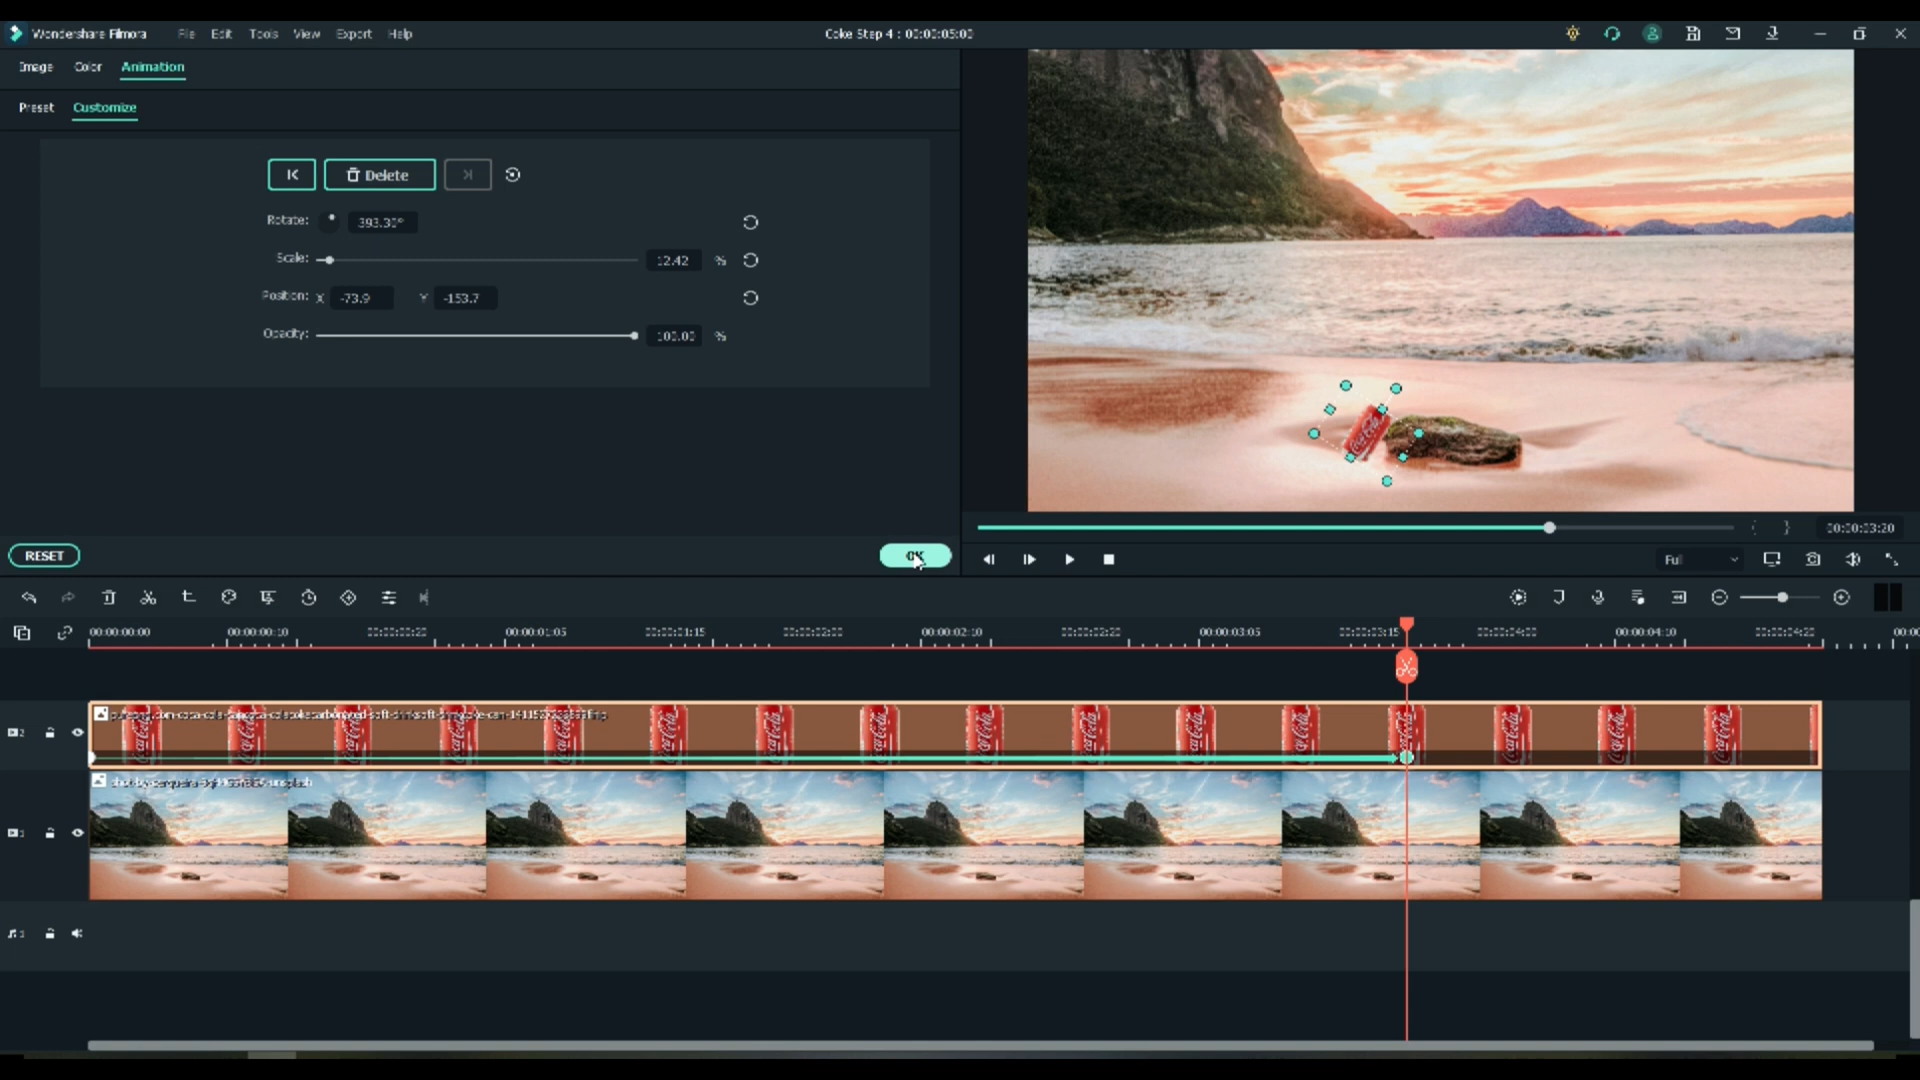 Wondershare Filmora File Edit Tools View Export Help Coke Step 4 : 00:00:05:00
Image Color Animation
Preset Customize
Delete
Rotate: 393.30°
Scale: 12.42 %
Position: X -73.9 Y -153.7
Opacity: 100.00 %
RESET OK
00:00:03:20
Full
00:00:00:00 00:00:00:10 00:00:00:20 00:00:01:05 00:00:01:15 00:00:02:00 00:00:02:10 00:00:02:20 00:00:03:05 00:00:03:15 00:00:04:00 00:00:04:10 00:00:04:20
2
1
1